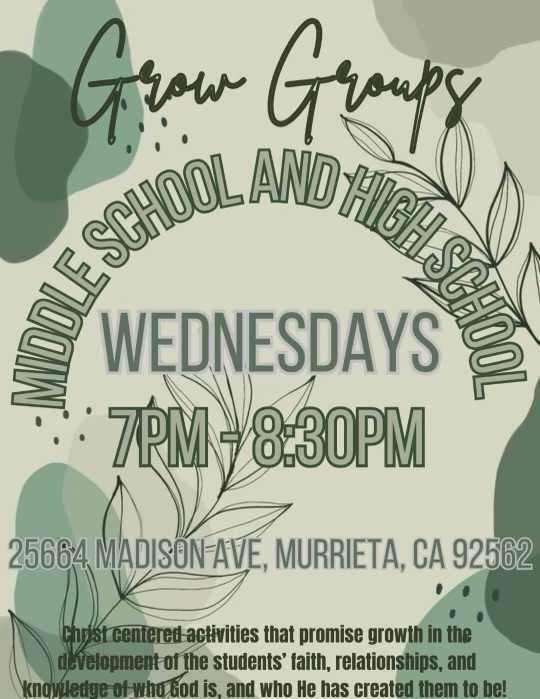 Grow Groups
MIDDLE SCHOOL AND HIGH SCHOOL
WEDNESDAYS
7PM - 8:30PM
25664 MADISON AVE, MURRIETA, CA 92562
Christ centered activities that promise growth in the
development of the students' faith, relationships, and
knowledge of who God is, and who He has created them to be!